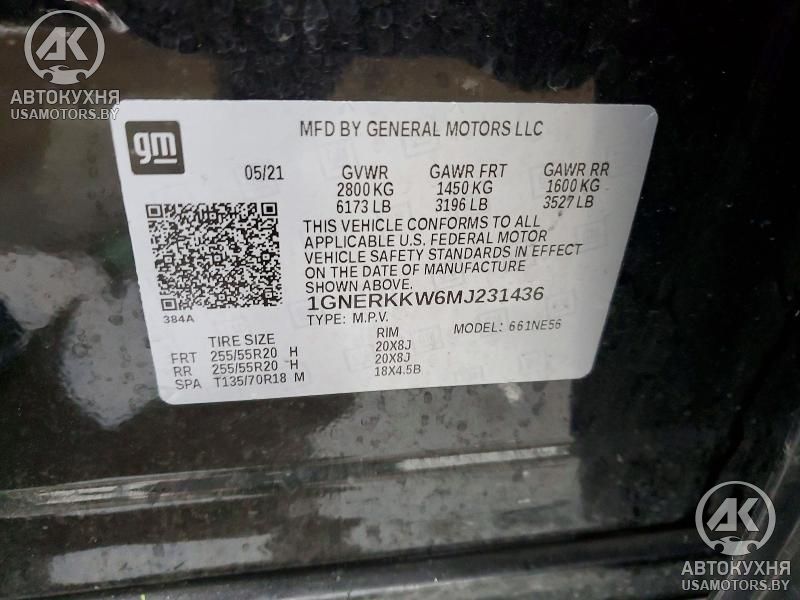 AK
АВТОКУХНЯ
USAMOTORS.BY
gm
MFD BY GENERAL MOTORS LLC
05/21 GVWR GAWR FRT GAWR RR
2800 KG 1450 KG 1600 KG
6173 LB 3196 LB 3527 LB
THIS VEHICLE CONFORMS TO ALL
APPLICABLE U.S. FEDERAL MOTOR
VEHICLE SAFETY STANDARDS IN EFFECT
ON THE DATE OF MANUFACTURE
SHOWN ABOVE.
384A 1GNERKKW6MJ231436
TYPE: M.P.V. MODEL: 661NE56
TIRE SIZE RIM
FRT 255/55R20 H 20X8J
RR 255/55R20 H 20X8J
SPA T135/70R18 M 18X4.5B
AK
АВТОКУХНЯ
USAMOTORS.BY